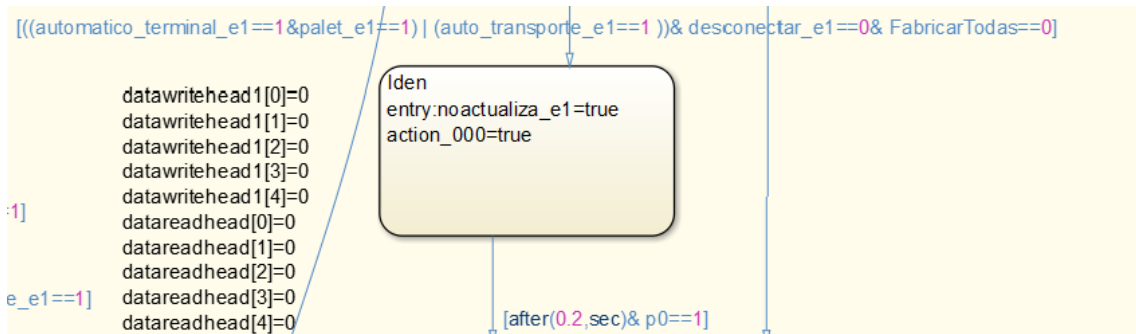 [((automatico_terminal_e1==1&palet_e1==1) | (auto_transporte_e1==1 ))& desconectar_e1==0& FabricarTodas==0]
Iden
entry:noactualiza_e1=true
action_000=true
datawritehead1[0]=0
datawritehead1[1]=0
datawritehead1[2]=0
datawritehead1[3]=0
datawritehead1[4]=0
datareadhead[0]=0
datareadhead[1]=0
datareadhead[2]=0
datareadhead[3]=0
datareadhead[4]=0
=1]
e_e1==1]
[after(0.2,sec)& p0==1]